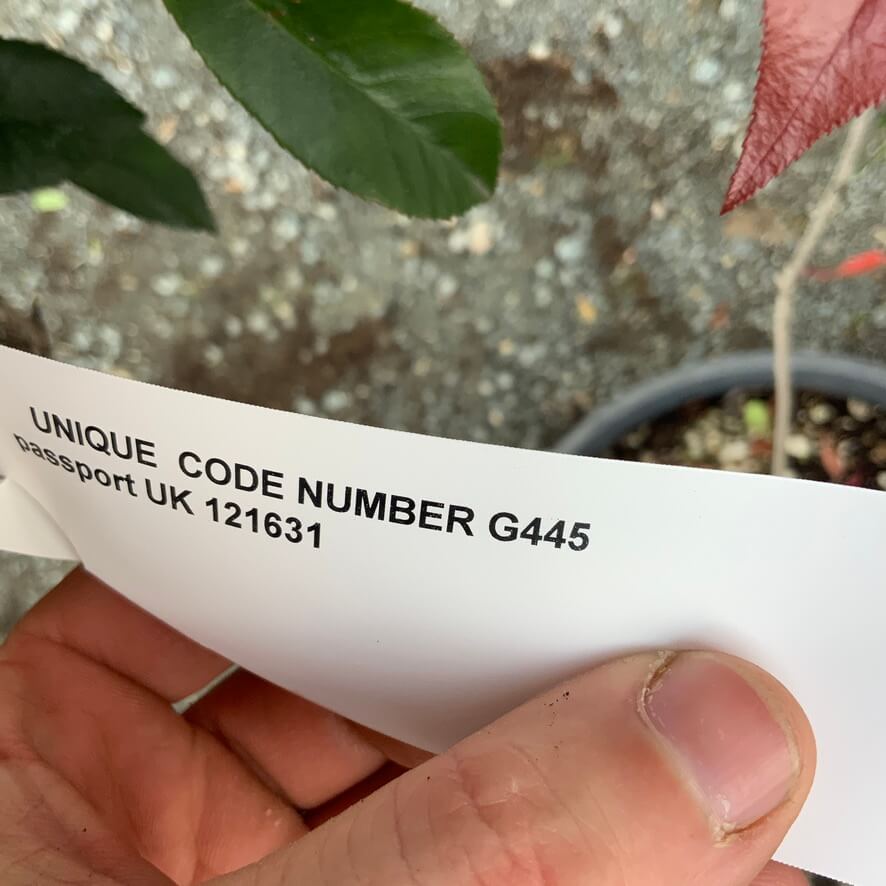 UNIQUE CODE NUMBER G445
passport UK 121631